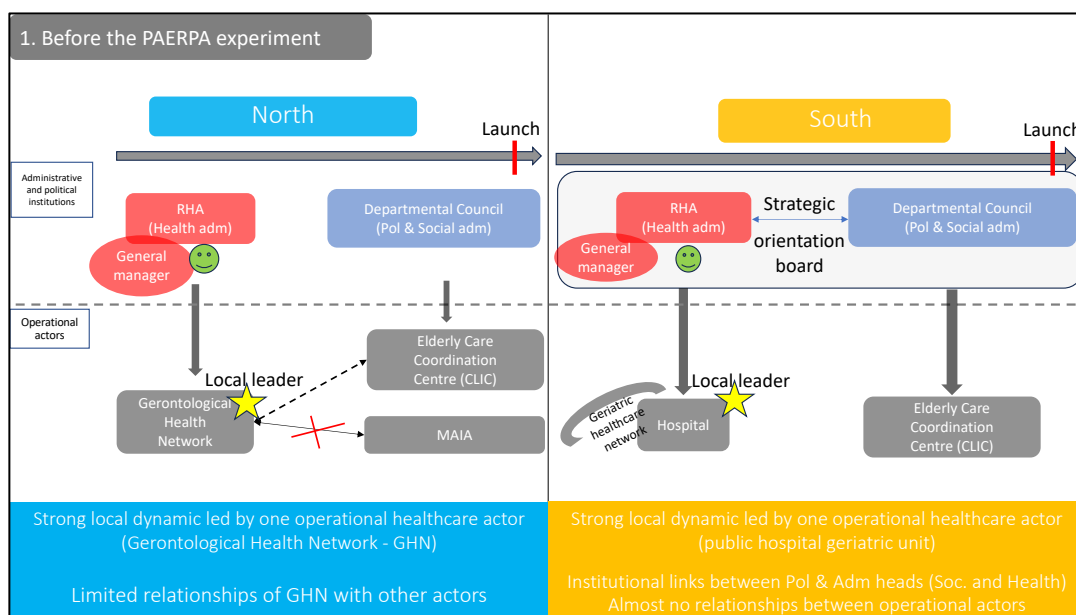 1. Before the PAERPA experiment
North
Launch
Administrative and political institutions
RHA
(Health adm)
General
manager
Departmental Council
(Pol & Social adm)
Operational
actors
Elderly Care
Coordination
Centre (CLIC)
Local leader
Gerontological
Health
Network
MAIA
Strong local dynamic led by one operational healthcare actor
(Gerontological Health Network - GHN)
Limited relationships of GHN with other actors
South
Launch
RHA
(Health adm)
General
manager
Strategic
orientation
board
Departmental Council
(Pol & Social adm)
Local leader
Geriatric
healthcare
network
Hospital
Elderly Care
Coordination
Centre (CLIC)
Strong local dynamic led by one operational healthcare actor
(public hospital geriatric unit)
Institutional links between Pol & Adm heads (Soc. and Health)
Almost no relationships between operational actors